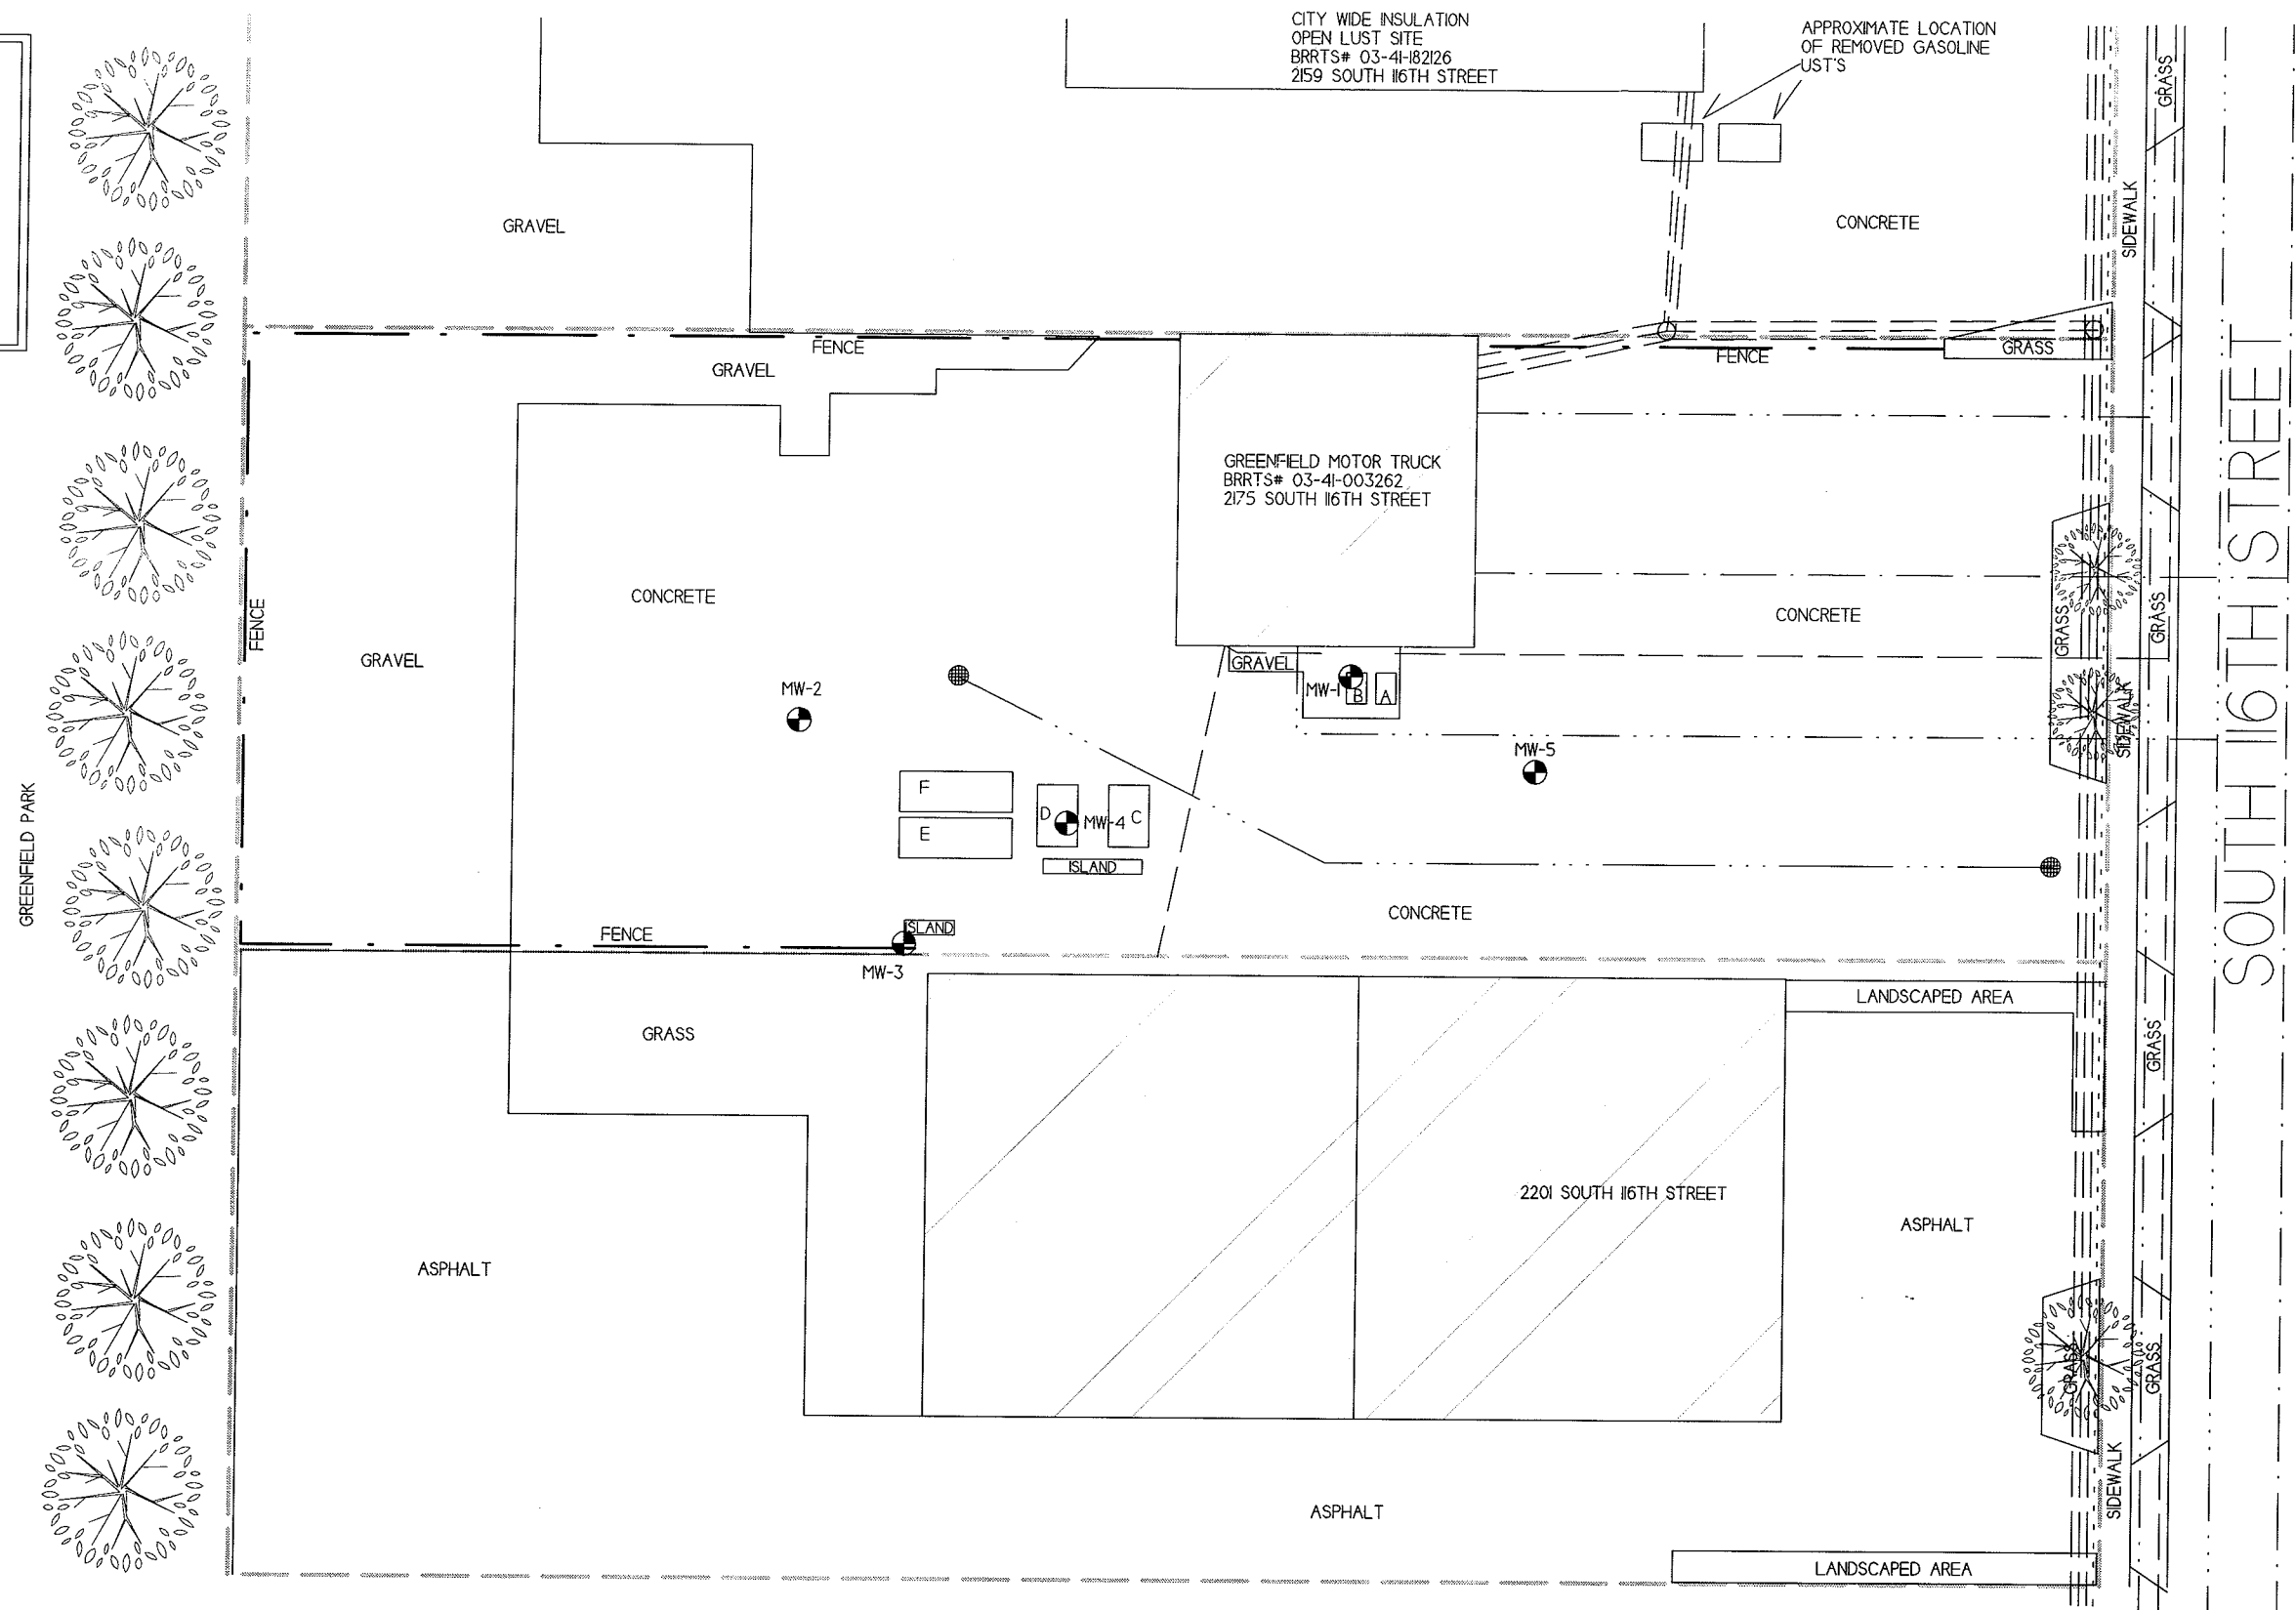 CITY WIDE INSULATION
OPEN LUST SITE
BRRTS# 03-41-182126
2159 SOUTH 116TH STREET
APPROXIMATE LOCATION
OF REMOVED GASOLINE
UST'S
GRASS
SIDEWALK
GRAVEL
CONCRETE
FENCE
GRAVEL
FENCE
GRASS
GREENFIELD MOTOR TRUCK
BRRTS# 03-41-003262
2175 SOUTH 116TH STREET
SOUTH 116TH STREET
FENCE
CONCRETE
CONCRETE
GRASS
GRASS
GRAVEL
GRAVEL
MW-1
B
A
MW-2
SIDEWALK
MW-5
GREENFIELD PARK
F
D
MW-4
C
E
ISLAND
CONCRETE
FENCE
ISLAND
MW-3
LANDSCAPED AREA
GRASS
GRASS
2201 SOUTH 116TH STREET
ASPHALT
ASPHALT
GRASS
GRASS
SIDEWALK
ASPHALT
LANDSCAPED AREA